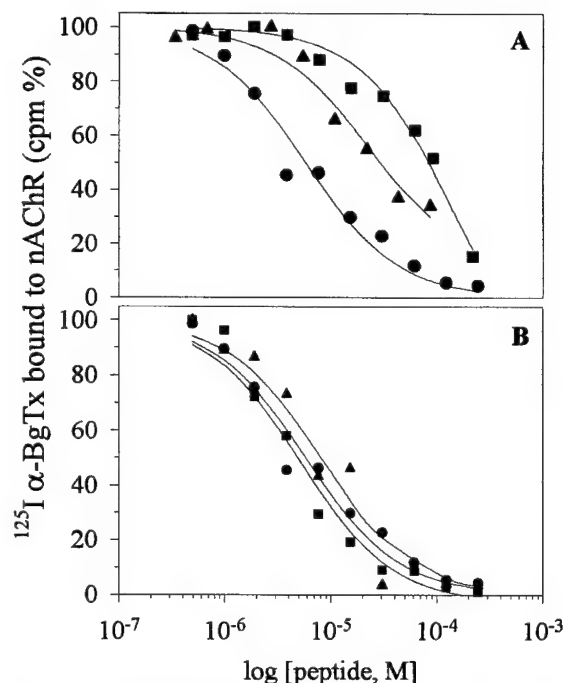 A
100
80
60
40
20
0
B
100
80
60
40
20
0
¹²⁵I α-BgTx bound to nAChR (cpm %)
10⁻⁷ 10⁻⁶ 10⁻⁵ 10⁻⁴ 10⁻³
log [peptide, M]